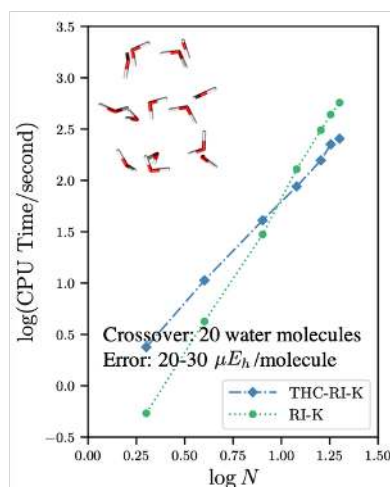 3.5
3.0
2.5
2.0
1.5
1.0
0.5
0.0
−0.5
log(CPU Time/second)
Crossover: 20 water molecules
Error: 20-30 μE_h/molecule
THC-RI-K
RI-K
0.00 0.25 0.50 0.75 1.00 1.25 1.50
log N